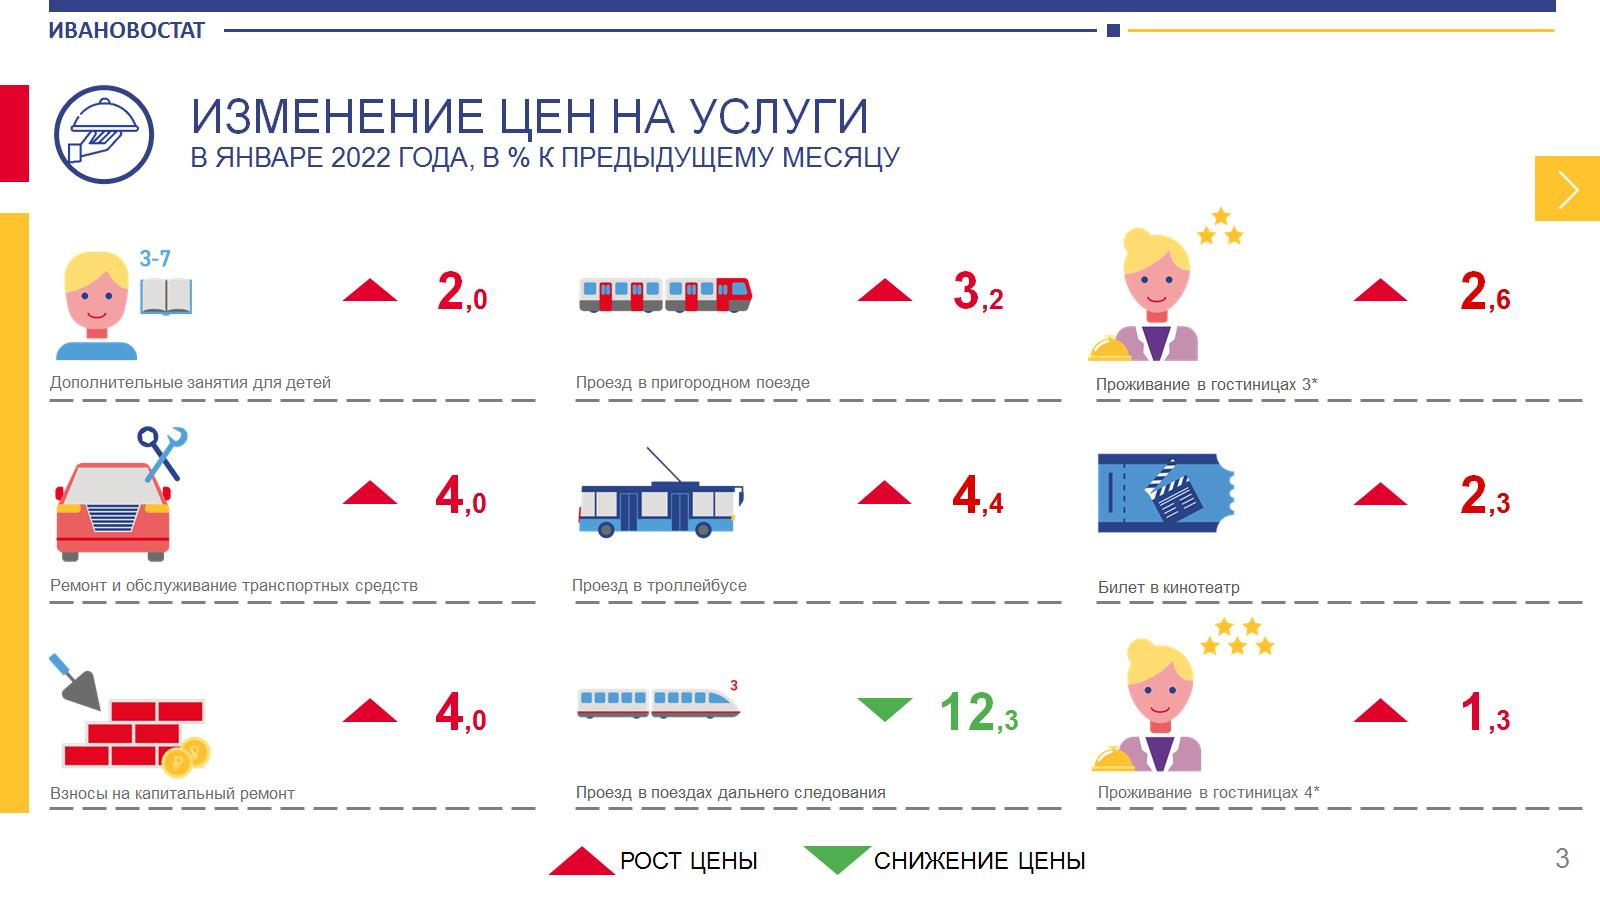 ИВАНОВОСТАТ
ИЗМЕНЕНИЕ ЦЕН НА УСЛУГИ
В ЯНВАРЕ 2022 ГОДА, В % К ПРЕДЫДУЩЕМУ МЕСЯЦУ
3-7
2,0
Дополнительные занятия для детей
3,2
Проезд в пригородном поезде
2,6
Проживание в гостиницах 3*
4,0
Ремонт и обслуживание транспортных средств
4,4
Проезд в троллейбусе
2,3
Билет в кинотеатр
₽ ₽
4,0
Взносы на капитальный ремонт
3
12,3
Проезд в поездах дальнего следования
1,3
Проживание в гостиницах 4*
РОСТ ЦЕНЫ
СНИЖЕНИЕ ЦЕНЫ
3